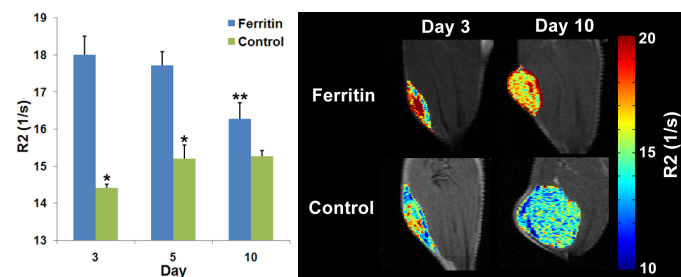 R2 (1/s)
19
18
17
16
15
14
13
Ferritin
Control
*
*
**
3
5
10
Day
Day 3
Day 10
Ferritin
Control
20
15
10
R2 (1/s)